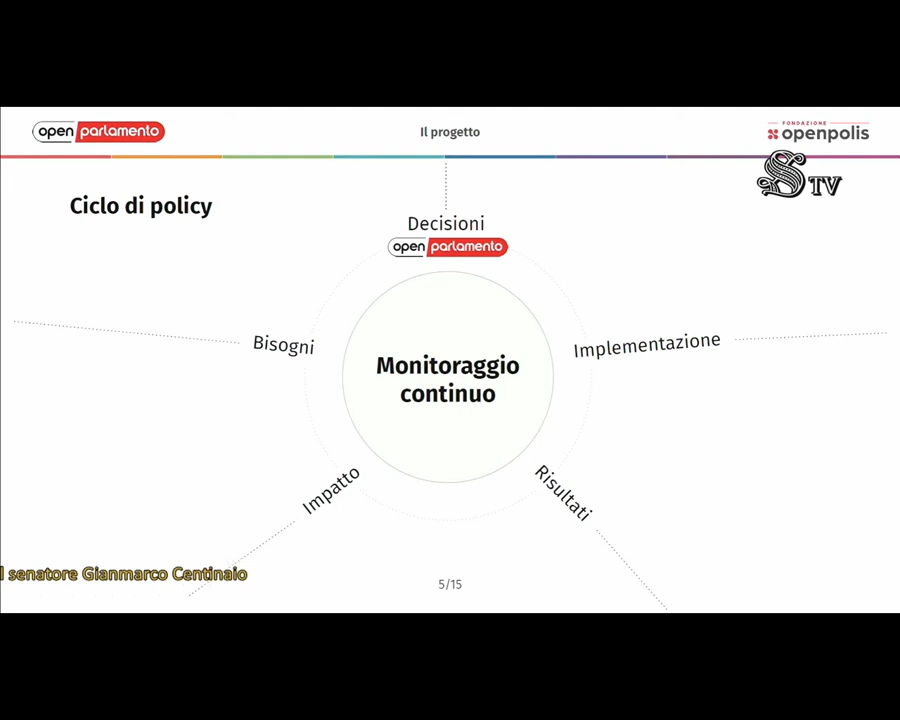 open parlamento
Il progetto
FONDAZIONE
openpolis
S TV
Ciclo di policy
Decisioni
open parlamento
Bisogni
Implementazione
Monitoraggio
continuo
Impatto
Risultati
l senatore Gianmarco Centinaio
5/15